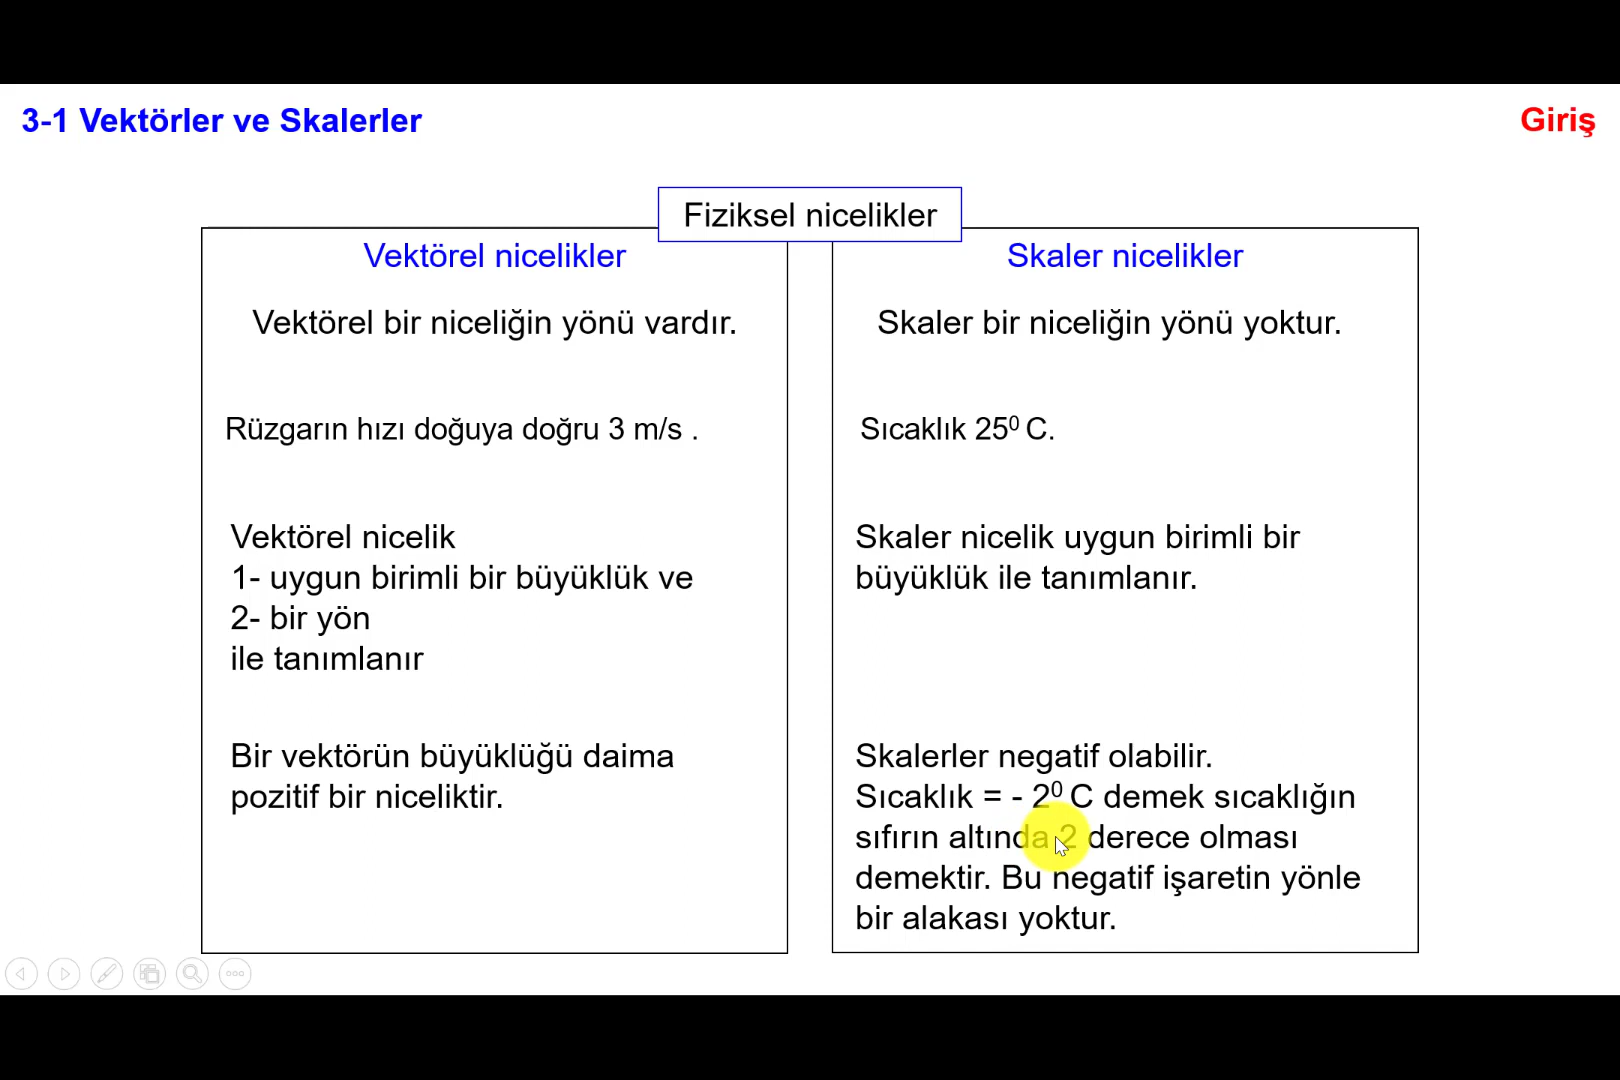 3-1 Vektörler ve Skalerler
Giriş
Fiziksel nicelikler
Vektörel nicelikler
Vektörel bir niceliğin yönü vardır.
Rüzgarın hızı doğuya doğru 3 m/s .
Vektörel nicelik
1- uygun birimli bir büyüklük ve
2- bir yön
ile tanımlanır
Bir vektörün büyüklüğü daima
pozitif bir niceliktir.
Skaler nicelikler
Skaler bir niceliğin yönü yoktur.
Sıcaklık 25⁰ C.
Skaler nicelik uygun birimli bir
büyüklük ile tanımlanır.
Skalerler negatif olabilir.
Sıcaklık = - 2⁰ C demek sıcaklığın
sıfırın altında 2 derece olması
demektir. Bu negatif işaretin yönle
bir alakası yoktur.